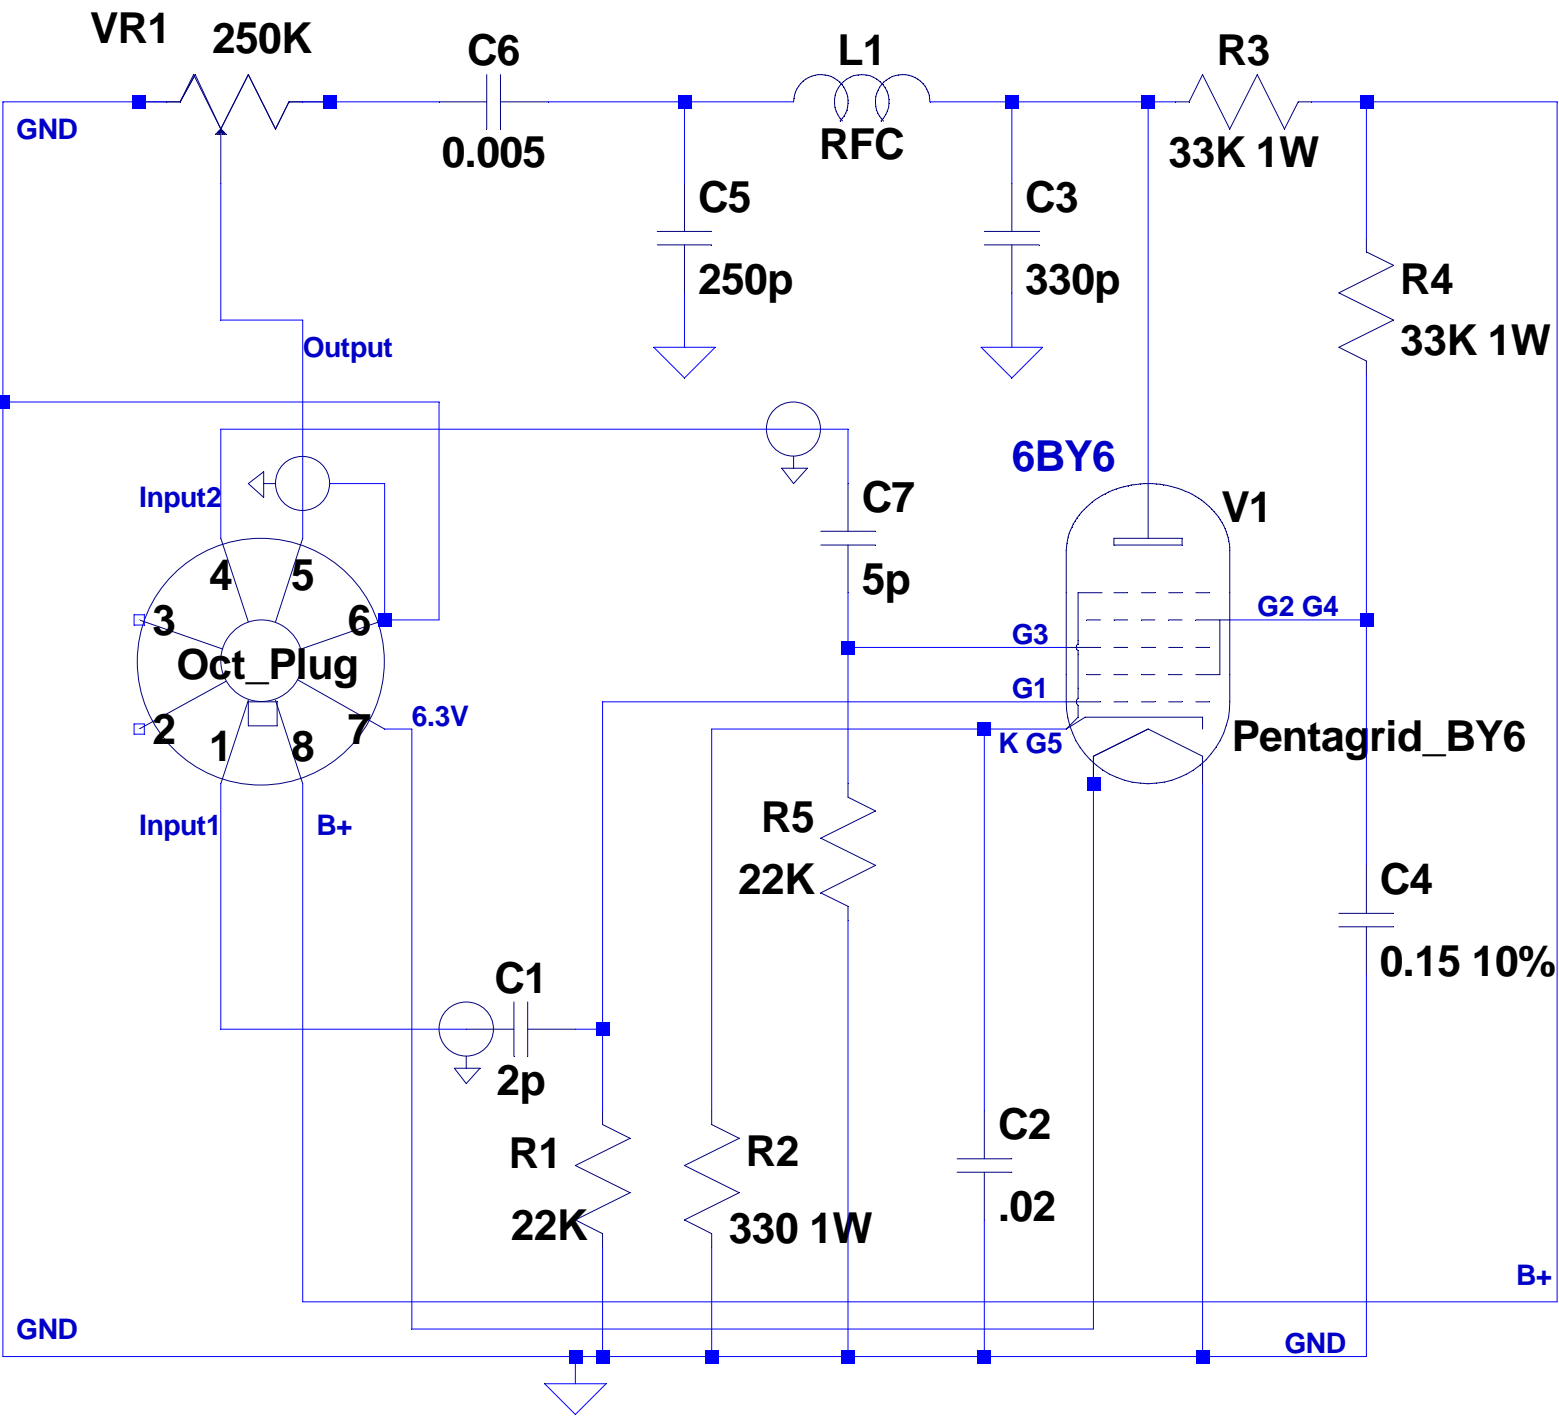 VR1
250K
C6
L1
R3
GND
0.005
RFC
33K 1W
C5
C3
250p
330p
R4
33K 1W
Output
6BY6
Input2
C7
V1
5p
4
5
3
6
G2 G4
G3
Oct_Plug
G1
2
1
8
7
6.3V
K G5
Pentagrid_BY6
Input1
B+
R5
22K
C4
0.15 10%
C1
2p
C2
R1
R2
.02
22K
330 1W
B+
GND
GND